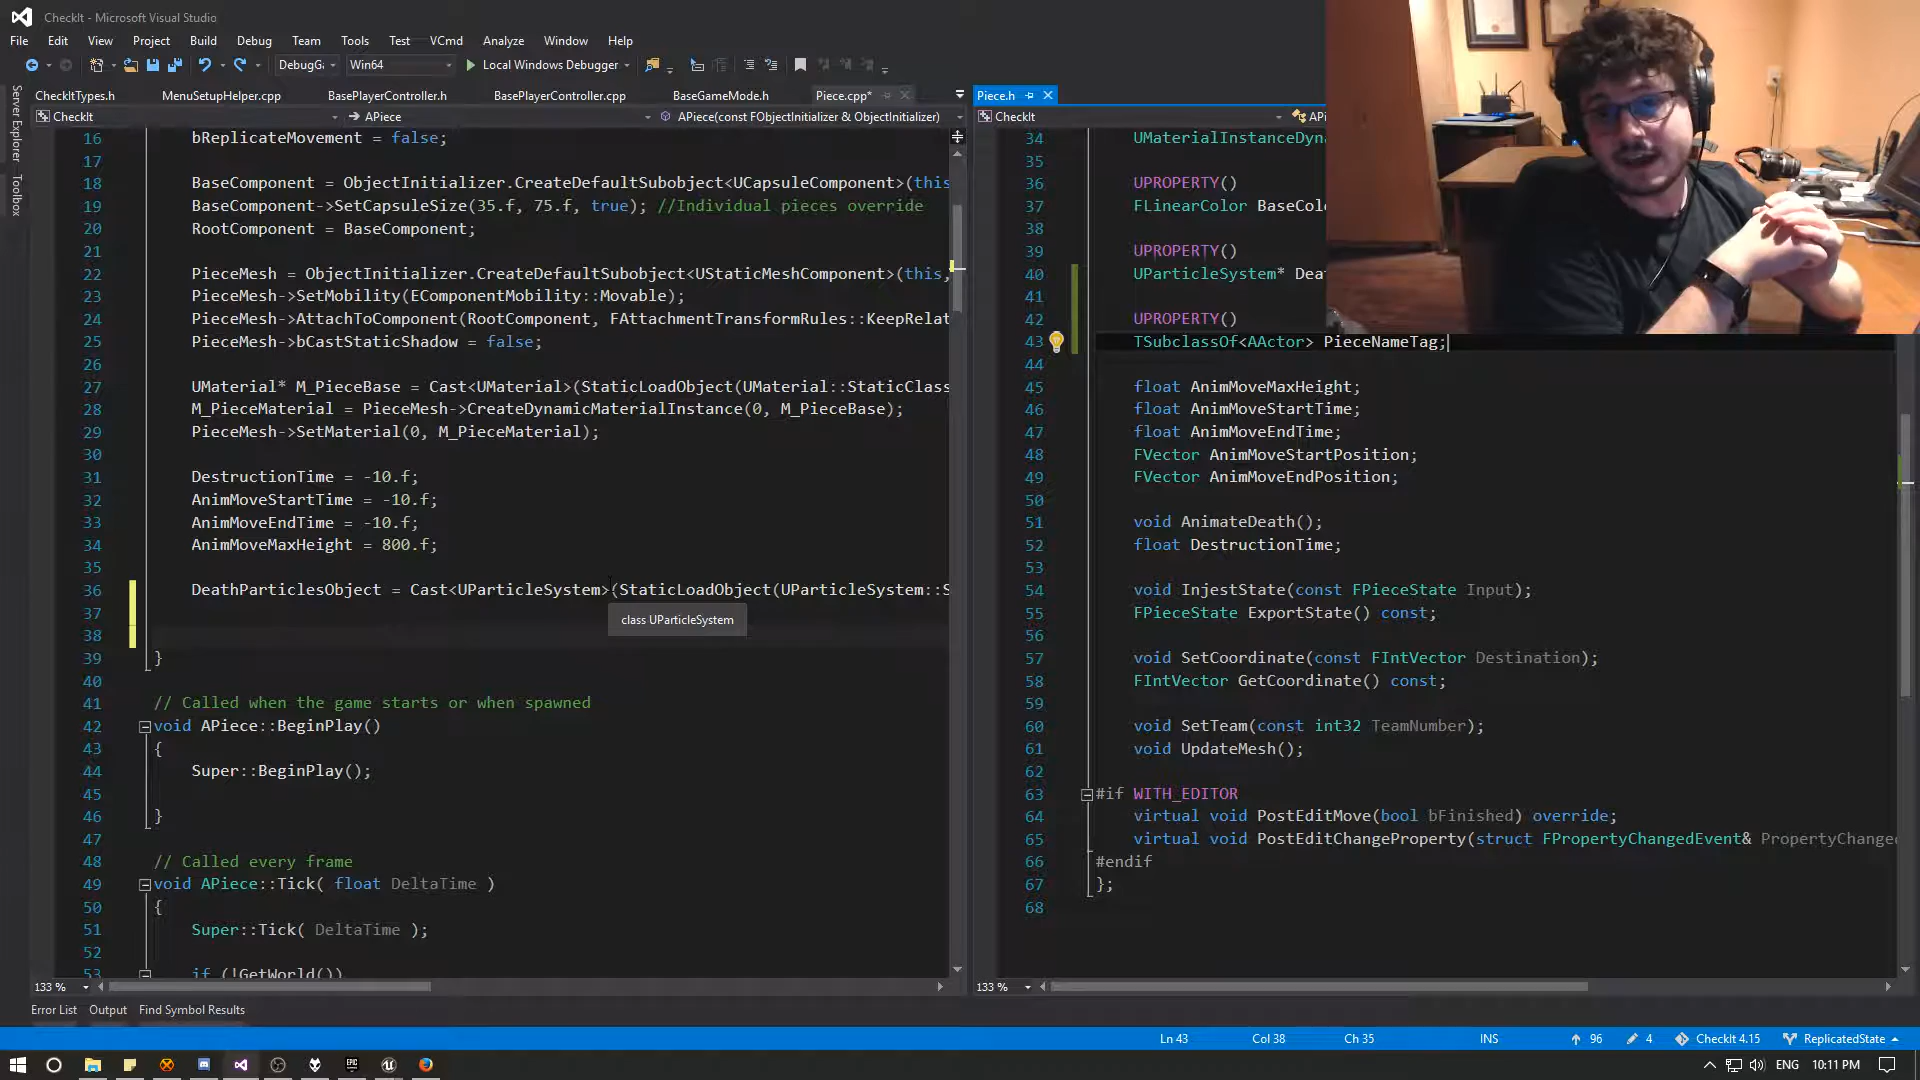 CheckIt - Microsoft Visual Studio
File Edit View Project Build Debug Team Tools Test VCmd Analyze Window Help
DebugGa Win64 Local Windows Debugger
CheckItTypes.h MenuSetupHelper.cpp BasePlayerController.h BasePlayerController.cpp BaseGameMode.h Piece.cpp*
CheckIt APiece APiece(const FObjectInitializer & ObjectInitializer)
Server Explorer
Toolbox
16 bReplicateMovement = false;
17
18 BaseComponent = ObjectInitializer.CreateDefaultSubobject<UCapsuleComponent>(this
19 BaseComponent->SetCapsuleSize(35.f, 75.f, true); //Individual pieces override
20 RootComponent = BaseComponent;
21
22 PieceMesh = ObjectInitializer.CreateDefaultSubobject<UStaticMeshComponent>(this,
23 PieceMesh->SetMobility(EComponentMobility::Movable);
24 PieceMesh->AttachToComponent(RootComponent, FAttachmentTransformRules::KeepRelat
25 PieceMesh->bCastStaticShadow = false;
26
27 UMaterial* M_PieceBase = Cast<UMaterial>(StaticLoadObject(UMaterial::StaticClass
28 M_PieceMaterial = PieceMesh->CreateDynamicMaterialInstance(0, M_PieceBase);
29 PieceMesh->SetMaterial(0, M_PieceMaterial);
30
31 DestructionTime = -10.f;
32 AnimMoveStartTime = -10.f;
33 AnimMoveEndTime = -10.f;
34 AnimMoveMaxHeight = 800.f;
35
36 DeathParticlesObject = Cast<UParticleSystem>(StaticLoadObject(UParticleSystem::S
37
class UParticleSystem
38
39 }
40
41 // Called when the game starts or when spawned
42 void APiece::BeginPlay()
43 {
44 Super::BeginPlay();
45
46 }
47
48 // Called every frame
49 void APiece::Tick( float DeltaTime )
50 {
51 Super::Tick( DeltaTime );
52
53 if (!GetWorld())
133 %
Piece.h
CheckIt APi
34 UMaterialInstanceDyna
35
36 UPROPERTY()
37 FLinearColor BaseColo
38
39 UPROPERTY()
40 UParticleSystem* Deat
41
42 UPROPERTY()
43 TSubclassOf<AActor> PieceNameTag;
44
45 float AnimMoveMaxHeight;
46 float AnimMoveStartTime;
47 float AnimMoveEndTime;
48 FVector AnimMoveStartPosition;
49 FVector AnimMoveEndPosition;
50
51 void AnimateDeath();
52 float DestructionTime;
53
54 void InjestState(const FPieceState Input);
55 FPieceState ExportState() const;
56
57 void SetCoordinate(const FIntVector Destination);
58 FIntVector GetCoordinate() const;
59
60 void SetTeam(const int32 TeamNumber);
61 void UpdateMesh();
62
63 #if WITH_EDITOR
64 virtual void PostEditMove(bool bFinished) override;
65 virtual void PostEditChangeProperty(struct FPropertyChangedEvent& PropertyChanged
66 #endif
67 };
68
133 %
Error List Output Find Symbol Results
Ln 43 Col 38 Ch 35 INS 96 4 CheckIt 4.15 ReplicatedState
ENG 10:11 PM